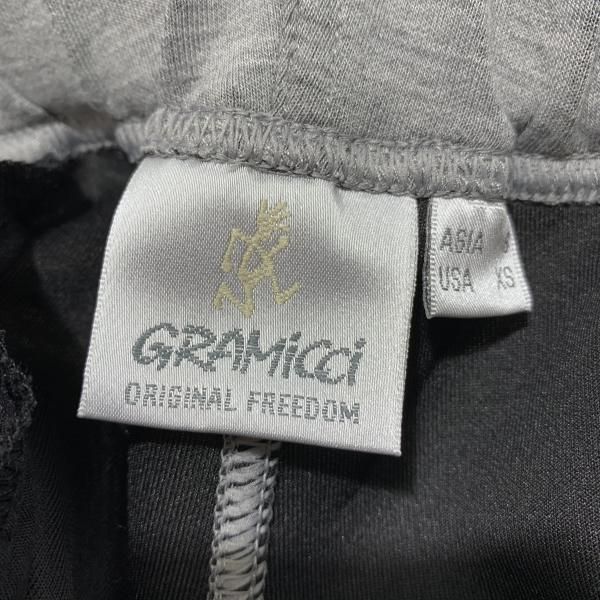 GRAMiCCi
ORIGINAL FREEDOM
ASIA
USA XS